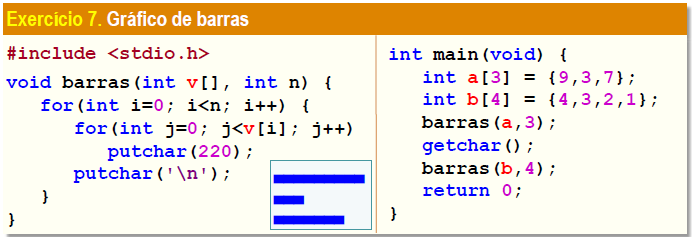 Exercício 7. Gráfico de barras
#include <stdio.h>
void barras(int v[], int n) {
   for(int i=0; i<n; i++) {
      for(int j=0; j<v[i]; j++)
         putchar(220);
      putchar('\n');
   }
}
int main(void) {
   int a[3] = {9,3,7};
   int b[4] = {4,3,2,1};
   barras(a,3);
   getchar();
   barras(b,4);
   return 0;
}